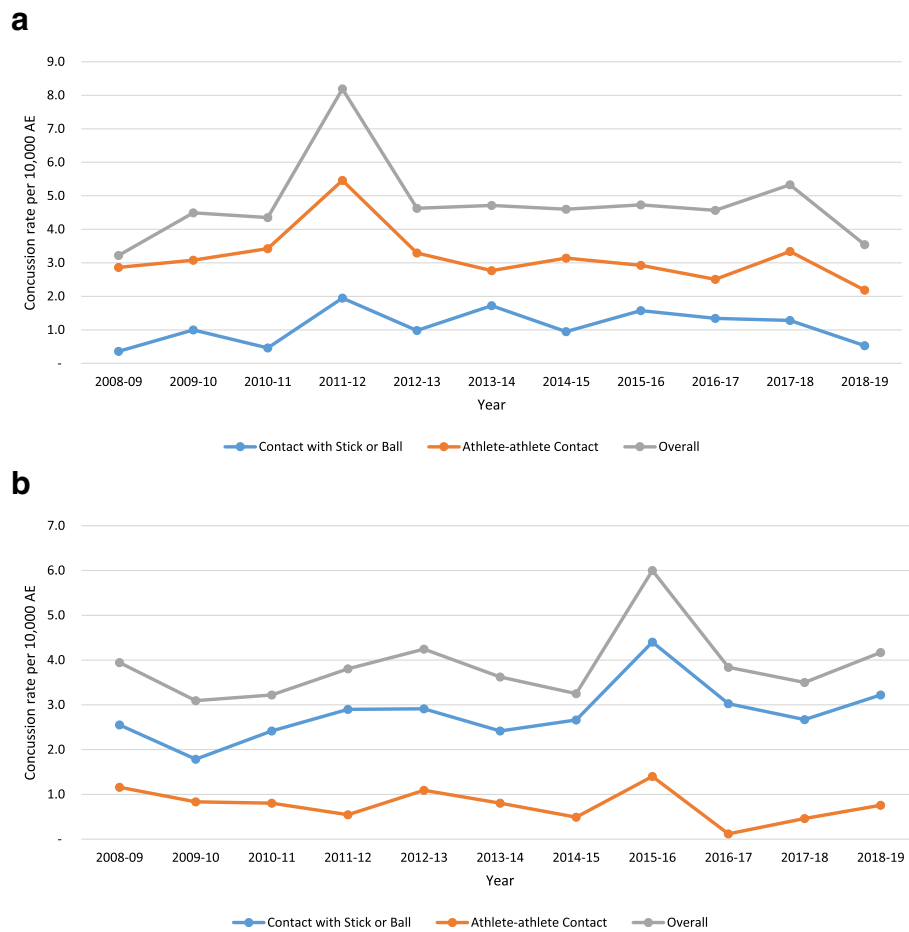 a
Concussion rate per 10,000 AE
9.0
8.0
7.0
6.0
5.0
4.0
3.0
2.0
1.0
-
2008-09 2009-10 2010-11 2011-12 2012-13 2013-14 2014-15 2015-16 2016-17 2017-18 2018-19
Year
Contact with Stick or Ball Athlete-athlete Contact Overall
b
Concussion rate per 10,000 AE
7.0
6.0
5.0
4.0
3.0
2.0
1.0
-
2008-09 2009-10 2010-11 2011-12 2012-13 2013-14 2014-15 2015-16 2016-17 2017-18 2018-19
Year
Contact with Stick or Ball Athlete-athlete Contact Overall